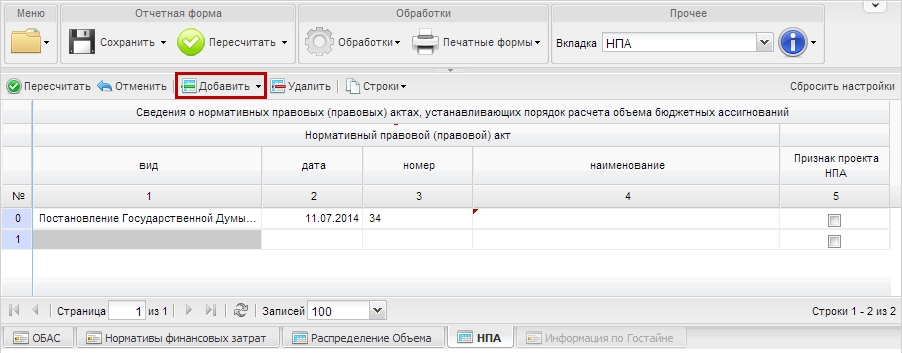 Меню
Отчетная форма
Обработки
Прочее
Сохранить
Пересчитать
Обработки
Печатные формы
Вкладка
НПА
Пересчитать
Отменить
Добавить
Удалить
Строки
Сбросить настройки
Сведения о нормативных правовых (правовых) актах, устанавливающих порядок расчета объема бюджетных ассигнований
Нормативный правовой (правовой) акт
вид
дата
номер
наименование
Признак проекта
НПА
№
1
2
3
4
5
0
Постановление Государственной Думы...
11.07.2014
34
1
Страница
1
из 1
Записей
100
Строки 1 - 2 из 2
ОБАС
Нормативы финансовых затрат
Распределение Объема
НПА
Информация по Гостайне